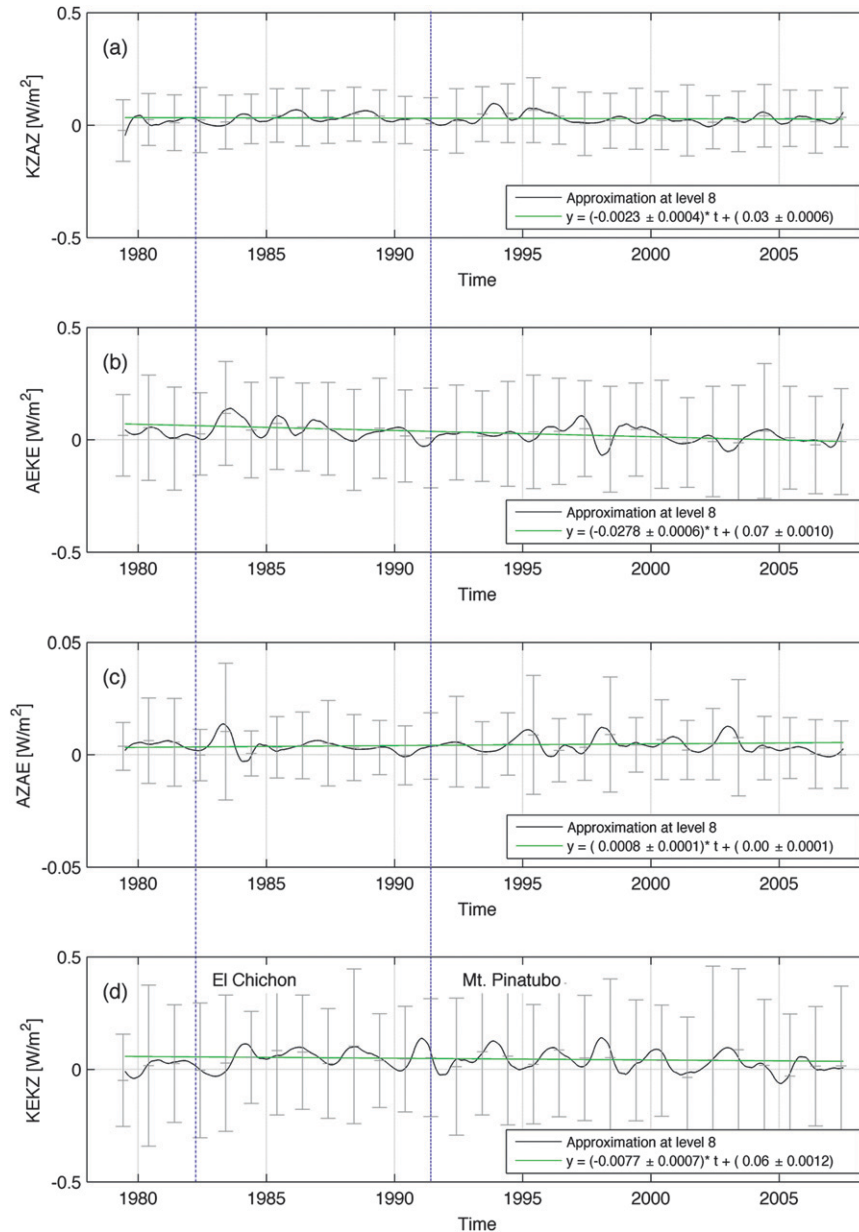 0.5
(a)
KZAZ [W/m²]
0
Approximation at level 8
y = (-0.0023 ± 0.0004)* t + ( 0.03 ± 0.0006)
-0.5
1980 1985 1990 1995 2000 2005
Time
0.5
(b)
AEKE [W/m²]
0
Approximation at level 8
y = (-0.0278 ± 0.0006)* t + ( 0.07 ± 0.0010)
-0.5
1980 1985 1990 1995 2000 2005
Time
0.05
(c)
AZAE [W/m²]
0
Approximation at level 8
y = ( 0.0008 ± 0.0001)* t + ( 0.00 ± 0.0001)
-0.05
1980 1985 1990 1995 2000 2005
Time
0.5
El Chichon Mt. Pinatubo
(d)
KEKZ [W/m²]
0
Approximation at level 8
y = (-0.0077 ± 0.0007)* t + ( 0.06 ± 0.0012)
-0.5
1980 1985 1990 1995 2000 2005
Time